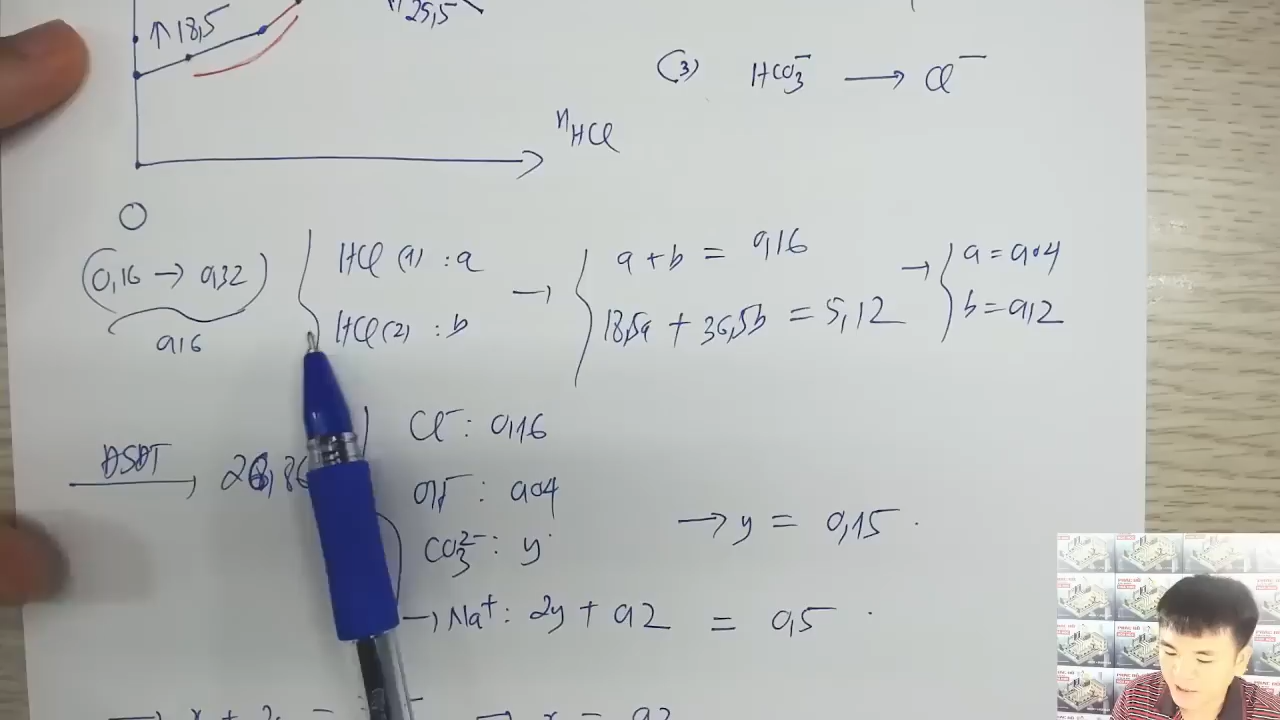 ↑18,5
25,5
(3) HCO₃⁻ → Cl⁻
nHCl
O
(0,16 → 0,32)
0,16
HCl (1) : a
HCl (2) : b
→ a + b = 0,16
18,5a + 36,5b = 5,12
→ a = 0,04
b = 0,12
BSDT →
Cl⁻ : 0,16
OH⁻ : 0,04
CO₃²⁻ : y
→ y = 0,15
→ Na⁺ : 2y + 0,2 = 0,5